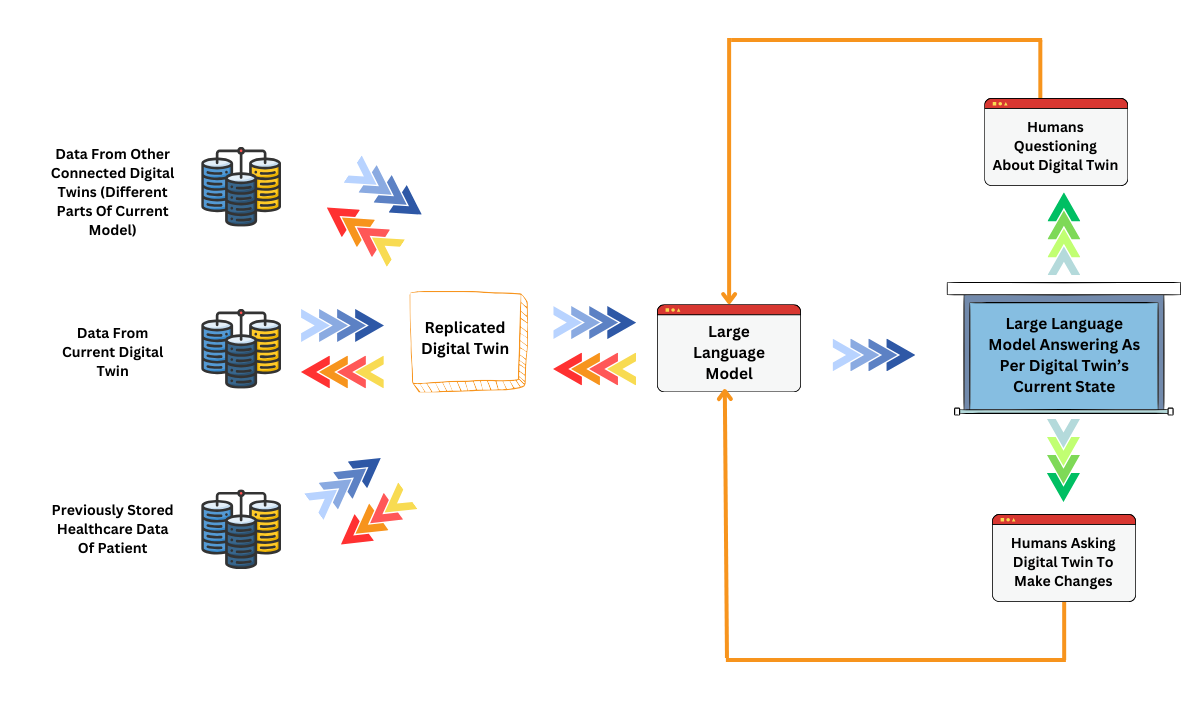 Data From Other
Connected Digital
Twins (Different
Parts Of Current
Model)
Data From
Current Digital
Twin
Previously Stored
Healthcare Data
Of Patient
Replicated
Digital Twin
Large
Language
Model
Humans
Questioning
About Digital Twin
Large Language
Model Answering As
Per Digital Twin’s
Current State
Humans Asking
Digital Twin To
Make Changes